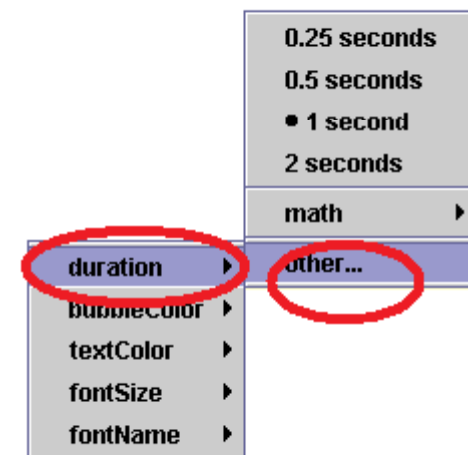 0.25 seconds
0.5 seconds
• 1 second
2 seconds
math
other...
duration
bubbleColor
textColor
fontSize
fontName